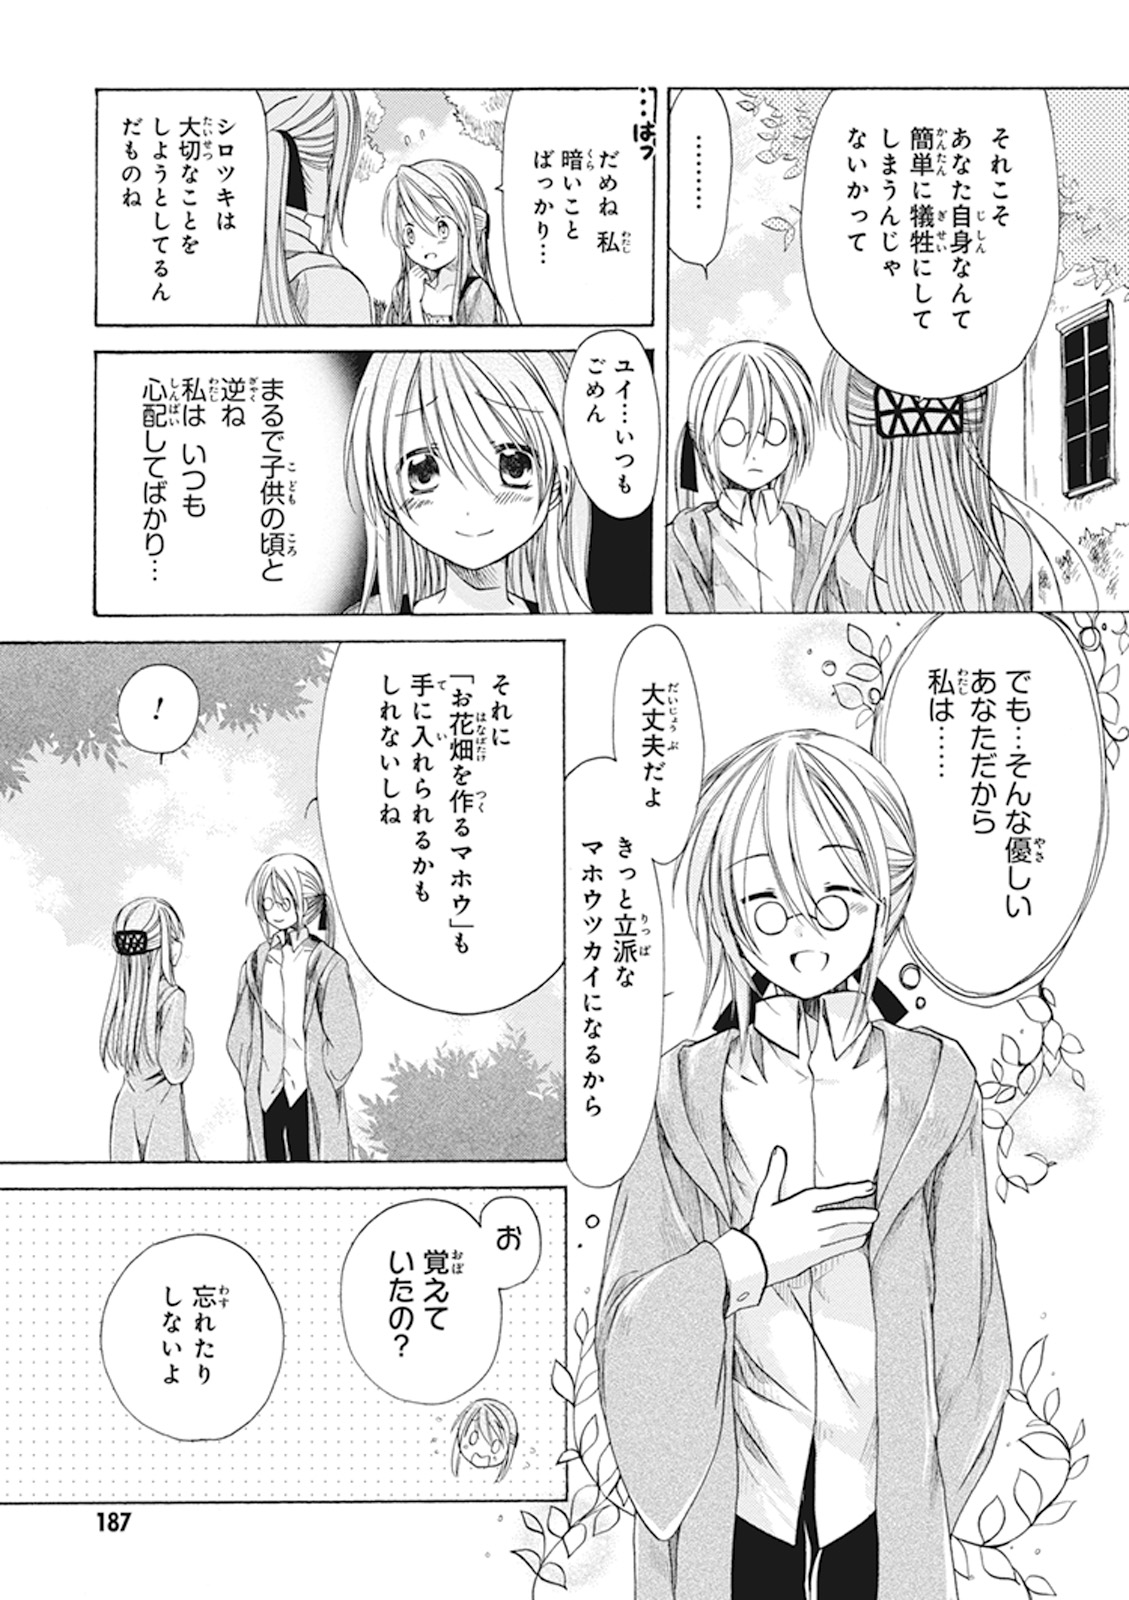 それこそ
あなた自身なんて
簡単に犠牲にして
しまうんじゃ
ないかって
………
………
…はっ
だめね 私
暗いこと
ばっかり…
シロツキは
大切なことを
しようとしてるん
だものね
ユイ…いつも
ごめん
まるで子供の頃と
逆ね
私は いつも
心配してばかり…
でも…そんな優しい
あなただから
私は……
大丈夫だよ
きっと立派な
マホウツカイになるから
それに
「お花畑を作るマホウ」も
手に入れられるかも
しれないしね
！
お
覚えて
いたの？
忘れたり
しないよ
187